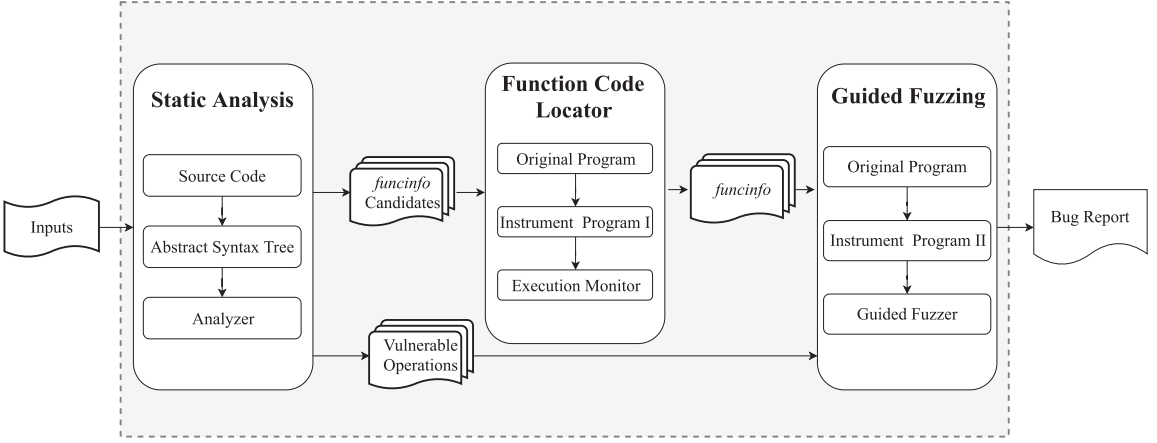 Inputs
Static Analysis
Source Code
Abstract Syntax Tree
Analyzer
funcinfo
Candidates
Vulnerable
Operations
Function Code
Locator
Original Program
Instrument Program I
Execution Monitor
funcinfo
Guided Fuzzing
Original Program
Instrument Program II
Guided Fuzzer
Bug Report